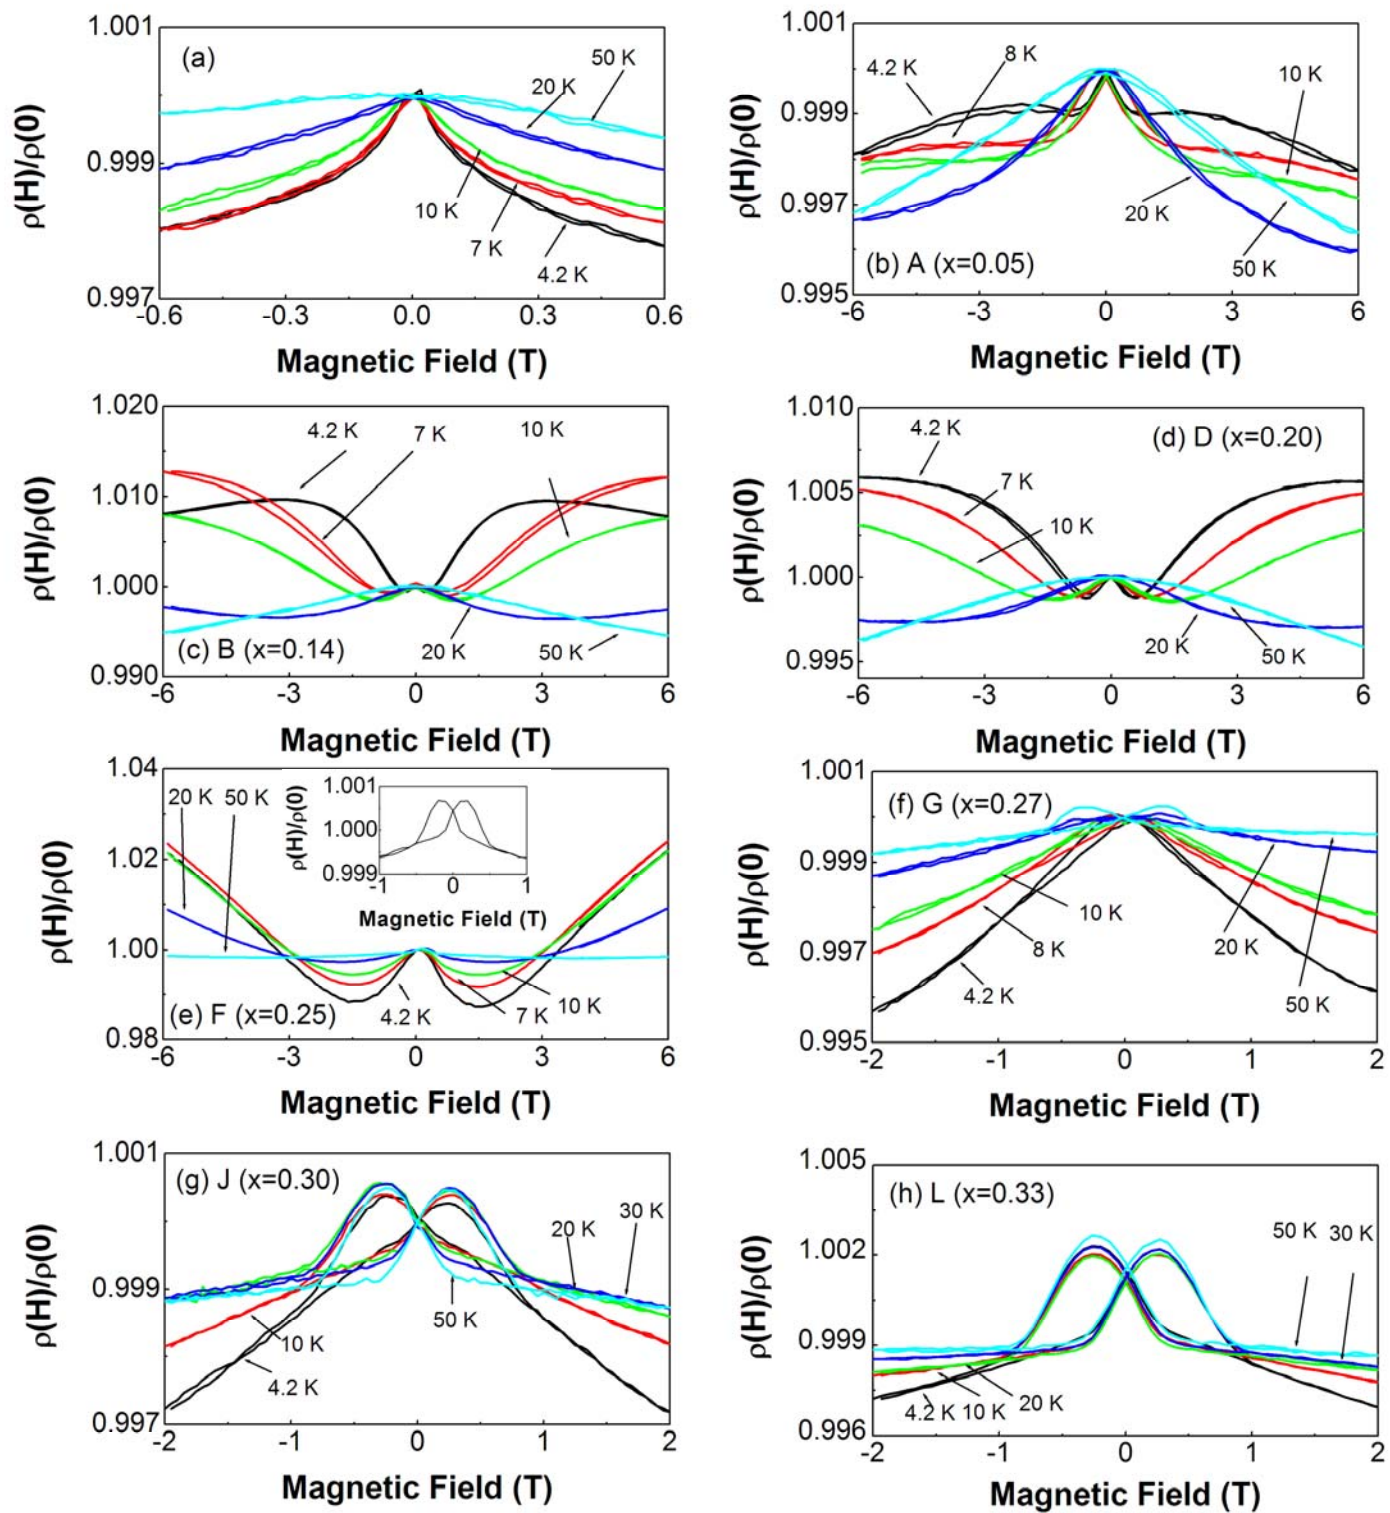 (a)
1.001
0.999
0.997
ρ(H)/ρ(0)
50 K
20 K
10 K
7 K
4.2 K
-0.6 -0.3 0.0 0.3 0.6
Magnetic Field (T)
1.001
0.999
0.997
0.995
ρ(H)/ρ(0)
4.2 K
8 K
10 K
20 K
50 K
(b) A (x=0.05)
-6 -3 0 3 6
Magnetic Field (T)
1.020
1.010
1.000
0.990
ρ(H)/ρ(0)
4.2 K
7 K
10 K
20 K
50 K
(c) B (x=0.14)
-6 -3 0 3 6
Magnetic Field (T)
1.010
1.005
1.000
0.995
ρ(H)/ρ(0)
4.2 K
(d) D (x=0.20)
7 K
10 K
20 K
50 K
-6 -3 0 3 6
Magnetic Field (T)
1.04
1.02
1.00
0.98
ρ(H)/ρ(0)
20 K 50 K
1.001
1.000
0.999
ρ(H)/ρ(0)
-1 0 1
Magnetic Field (T)
(e) F (x=0.25)
4.2 K
7 K
10 K
-6 -3 0 3 6
Magnetic Field (T)
1.001
0.999
0.997
0.995
ρ(H)/ρ(0)
(f) G (x=0.27)
10 K
8 K
4.2 K
20 K
50 K
-2 -1 0 1 2
Magnetic Field (T)
1.001
0.999
0.997
ρ(H)/ρ(0)
(g) J (x=0.30)
20 K
30 K
50 K
10 K
4.2 K
-2 -1 0 1 2
Magnetic Field (T)
1.005
1.002
0.999
0.996
ρ(H)/ρ(0)
(h) L (x=0.33)
50 K 30 K
4.2 K 10 K 20 K
-2 -1 0 1 2
Magnetic Field (T)